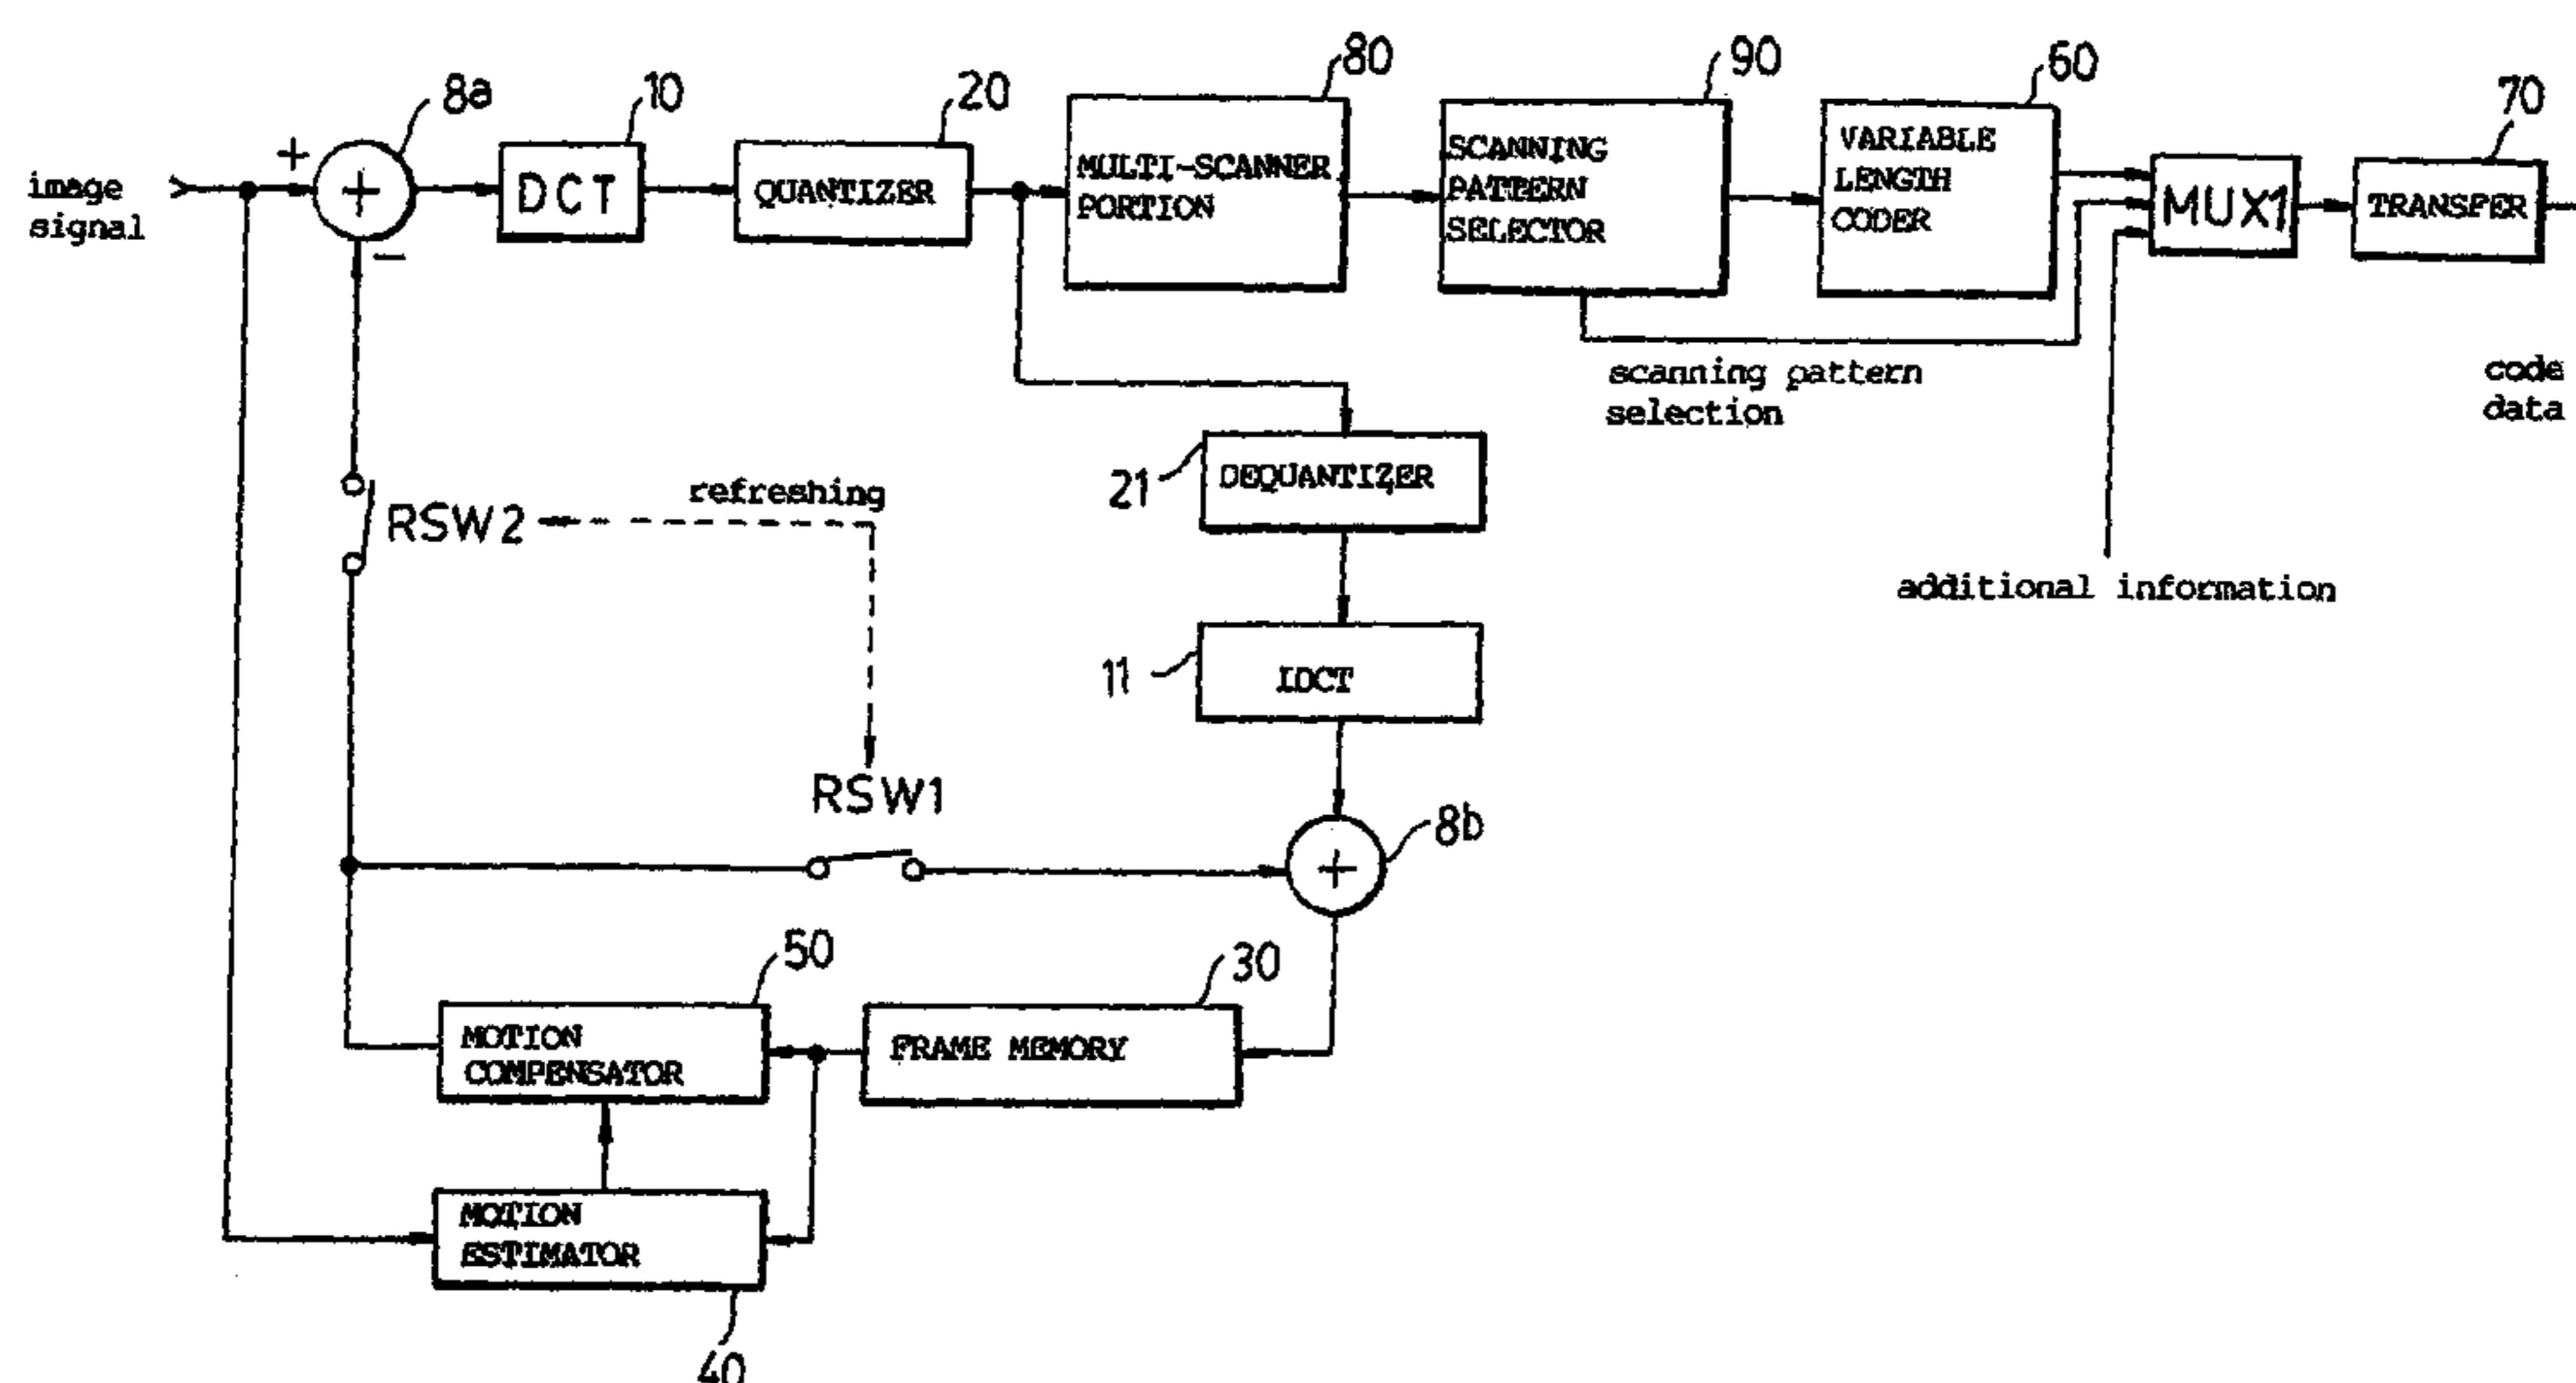 80
90
60
70
8a
10
20
image
signal
+
+
DCT
QUANTIZER
MULTI-SCANNER
PORTION
SCANNING
PATTERN
SELECTOR
VARIABLE
LENGTH
CODER
MUX1
TRANSFER
−
scanning pattern
selection
code
data
21
DEQUANTIZER
refreshing
RSW2
additional information
11
IDCT
RSW1
8b
+
50
30
MOTION
COMPENSATOR
FRAME MEMORY
MOTION
ESTIMATOR
40